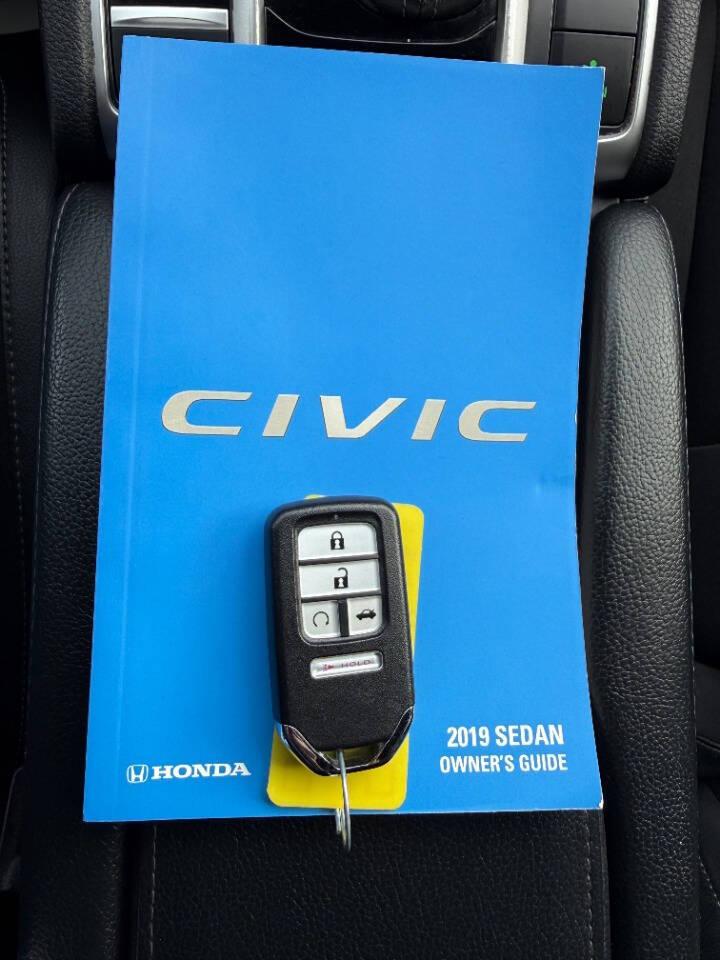 CIVIC
HOLD
HONDA
2019 SEDAN
OWNER'S GUIDE